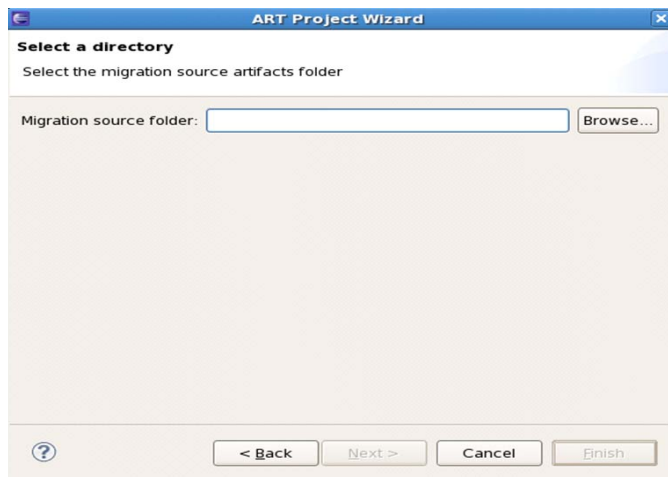 ART Project Wizard
Select a directory
Select the migration source artifacts folder
Migration source folder: Browse...
?
< Back Next > Cancel Finish